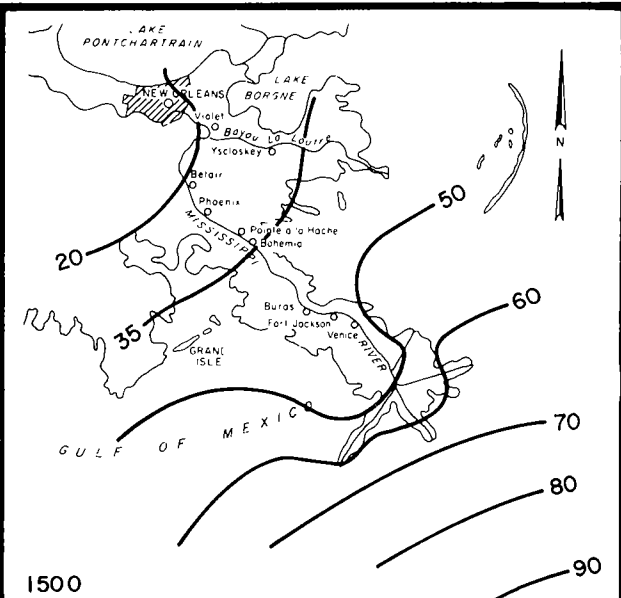 LAKE
PONTCHARTRAIN
NEW ORLEANS
LAKE
BORGNE
Violet
Bayou La Loutre
Yscloskey
N
Belair
Phoenix
50
MISSISSIPPI
Pointe a la Hache
Bohemia
20
60
Buras
Fort Jackson
Venice
35
RIVER
GRAND
ISLE
GULF OF MEXICO
70
80
90
1500